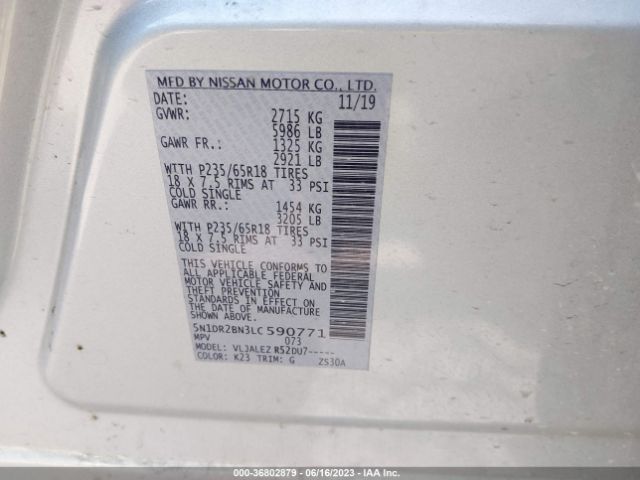 MFD BY NISSAN MOTOR CO., LTD.
DATE: 11/19
GVWR: 2715 KG
5986 LB
GAWR FR.: 1325 KG
2921 LB
WITH P235/65R18 TIRES
18 X 7.5 RIMS AT 33 PSI
COLD SINGLE
GAWR RR.: 1454 KG
3205 LB
WITH P235/65R18 TIRES
18 X 7.5 RIMS AT 33 PSI
COLD SINGLE
THIS VEHICLE CONFORMS TO
ALL APPLICABLE FEDERAL
MOTOR VEHICLE SAFETY AND
THEFT PREVENTION
STANDARDS IN EFFECT ON
THE DATE OF MANUFACTURE
SHOWN ABOVE.
5N1DR2BN3LC590771
MPV 073
MODEL: VLJALEZ R52DU7-----
COLOR: K23 TRIM: G ZS30A
000-36802879 - 06/16/2023 - IAA Inc.